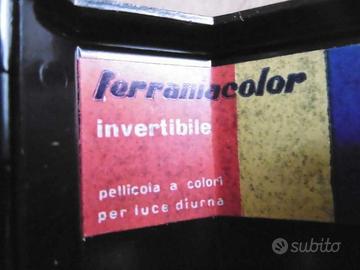 ferraniacolor
invertibile
pellicola a colori
per luce diurna
subito